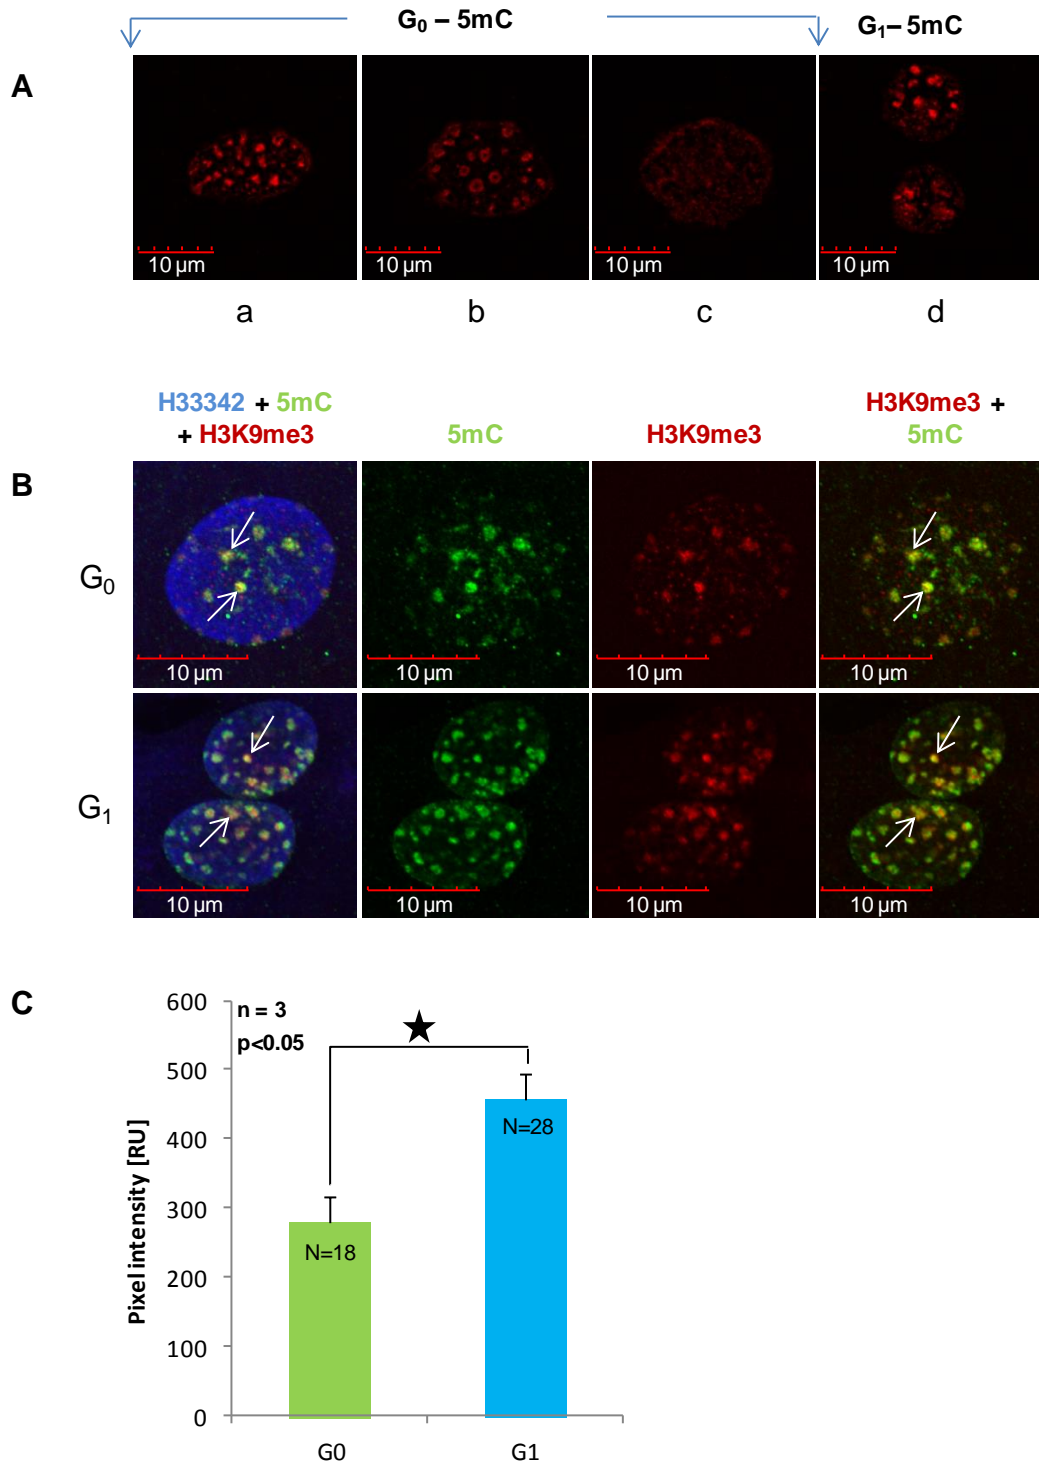 G₀ – 5mC
G₁– 5mC
A
10 µm
10 µm
10 µm
10 µm
a
b
c
d
H33342 + 5mC
+ H3K9me3
5mC
H3K9me3
H3K9me3 +
5mC
B
G₀
10 µm
10 µm
10 µm
10 µm
G₁
10 µm
10 µm
10 µm
10 µm
C
n = 3
p<0.05
Pixel intensity [RU]
600
500
400
300
200
100
0
N=18
N=28
G0
G1